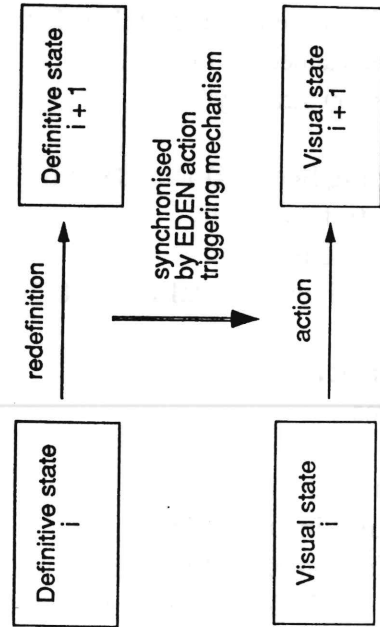 Definitive state
i
redefinition
Definitive state
i + 1
synchronised
by EDEN action
triggering mechanism
Visual state
i
action
Visual state
i + 1